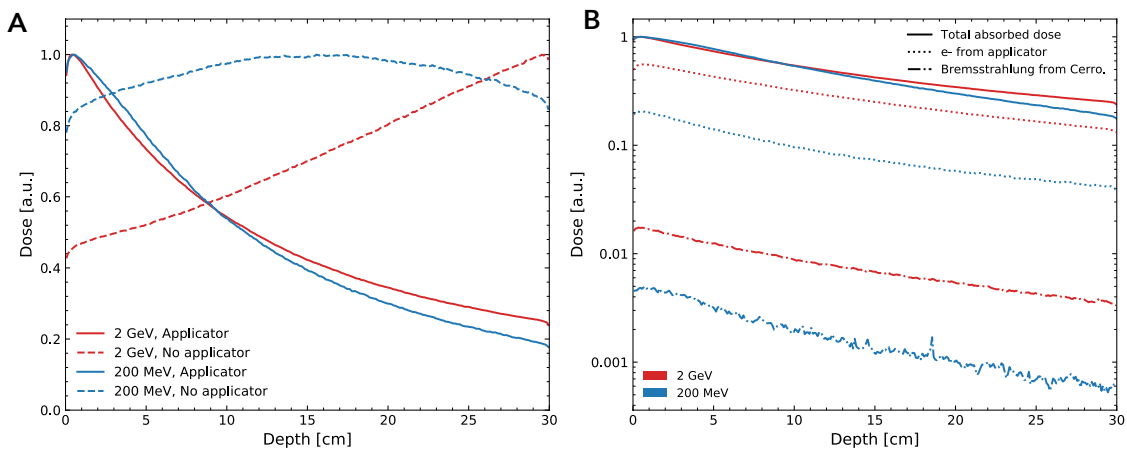 A
Dose [a.u.]
1.0
0.8
0.6
0.4
0.2
0.0
2 GeV, Applicator
2 GeV, No applicator
200 MeV, Applicator
200 MeV, No applicator
0 5 10 15 20 25 30
Depth [cm]
B
Dose [a.u.]
1
0.1
0.01
0.001
Total absorbed dose
e- from applicator
Bremsstrahlung from Cerro.
2 GeV
200 MeV
0 5 10 15 20 25 30
Depth [cm]